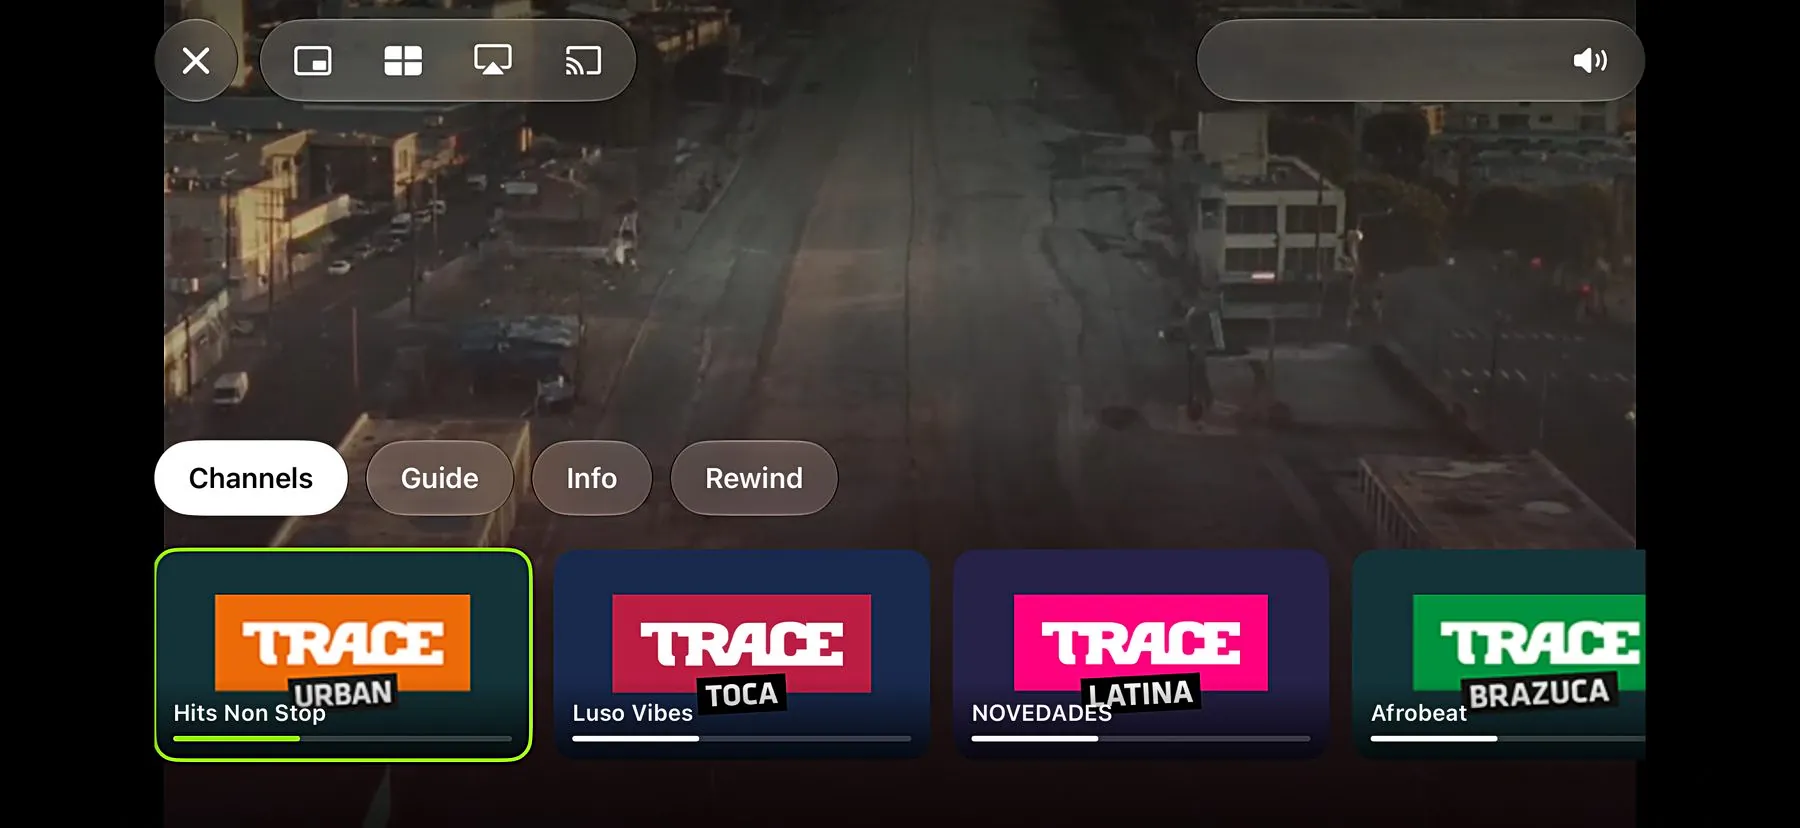 Channels
Guide
Info
Rewind
TRACE
URBAN
Hits Non Stop
TRACE
TOCA
Luso Vibes
TRACE
LATINA
NOVEDADES
TRACE
BRAZUCA
Afrobeat